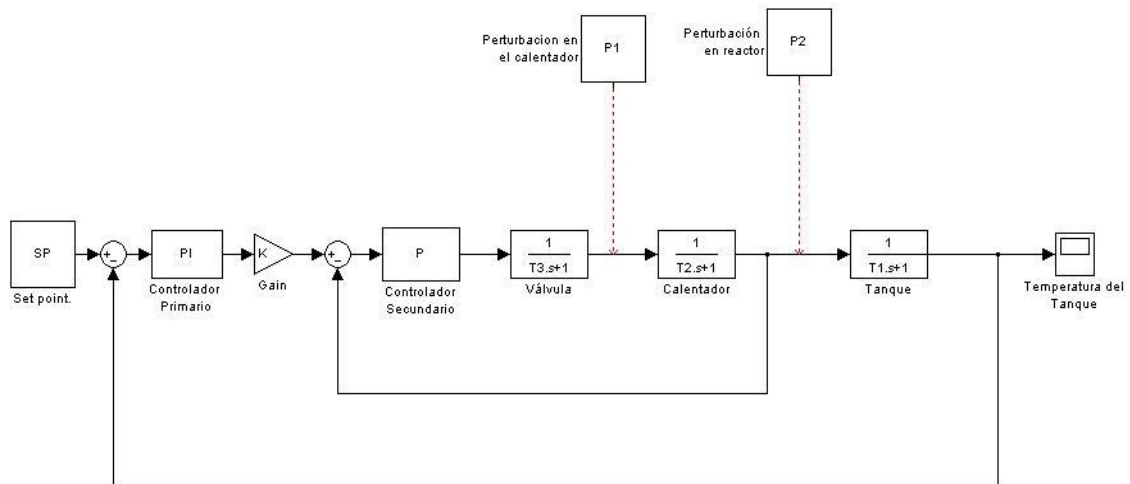 Perturbacion en
el calentador
P1
Perturbación
en reactor
P2
SP
Set point.
+
−
PI
Controlador
Primario
K
Gain
+
−
P
Controlador
Secundario
1
T3.s+1
Válvula
1
T2.s+1
Calentador
1
T1.s+1
Tanque
Temperatura del
Tanque